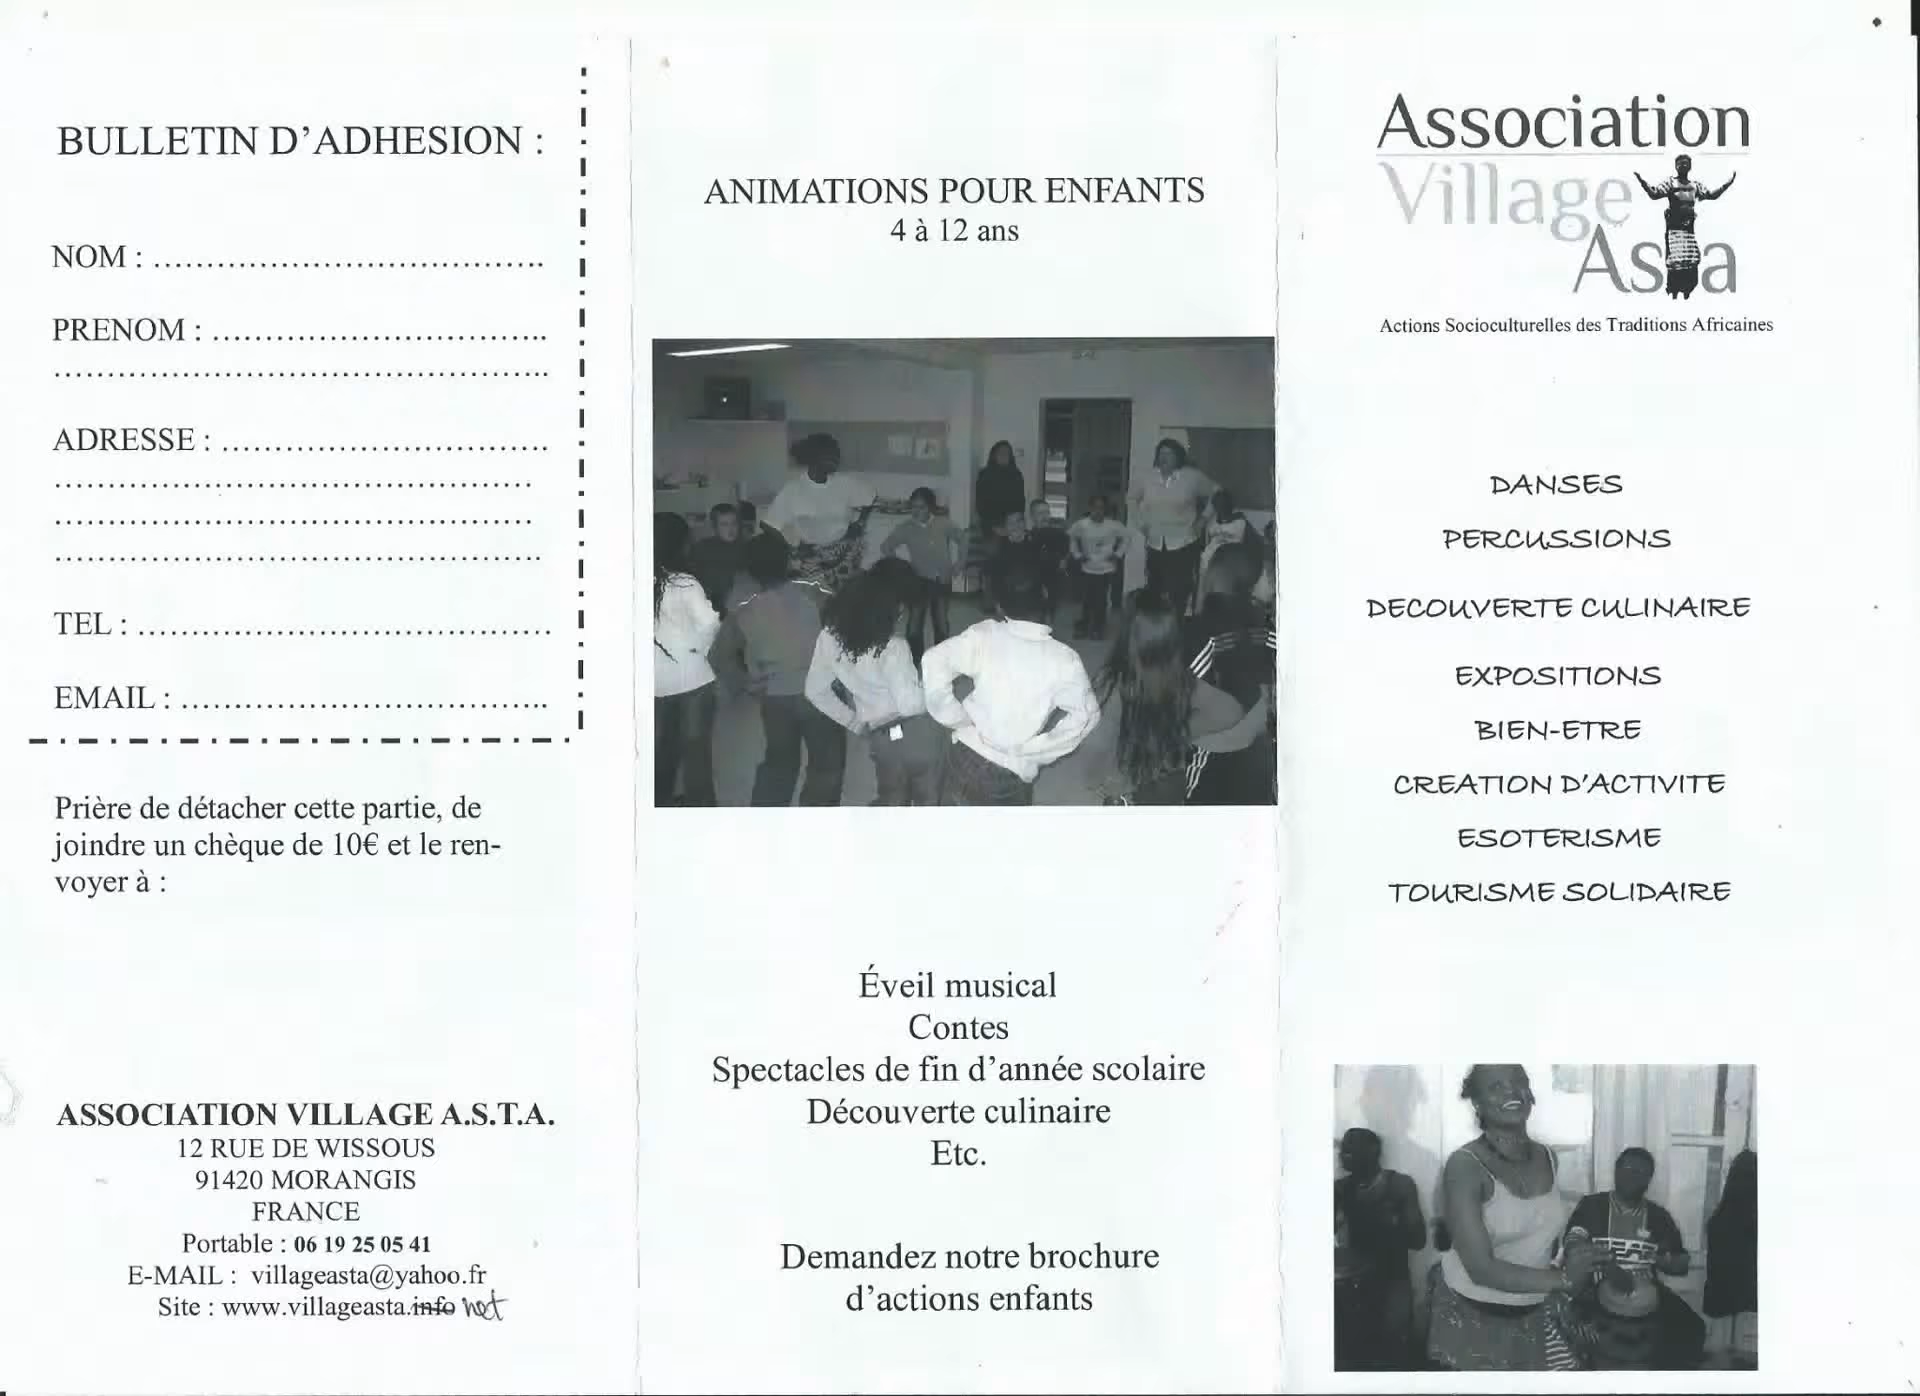 BULLETIN D'ADHESION :
NOM : ......................................
PRENOM : ................................
................................................
ADRESSE : ...............................
..............................................
..............................................
...............................................
TEL : ........................................
EMAIL : ...................................
Prière de détacher cette partie, de
joindre un chèque de 10€ et le ren-
voyer à :
ASSOCIATION VILLAGE A.S.T.A.
12 RUE DE WISSOUS
91420 MORANGIS
FRANCE
Portable : 06 19 25 05 41
E-MAIL : villageasta@yahoo.fr
Site : www.villageasta.info net
ANIMATIONS POUR ENFANTS
4 à 12 ans
Éveil musical
Contes
Spectacles de fin d'année scolaire
Découverte culinaire
Etc.
Demandez notre brochure
d'actions enfants
Association
Village
Asta
Actions Socioculturelles des Traditions Africaines
DANSES
PERCUSSIONS
DECOUVERTE CULINAIRE
EXPOSITIONS
BIEN-ETRE
CREATION D'ACTIVITE
ESOTERISME
TOURISME SOLIDAIRE